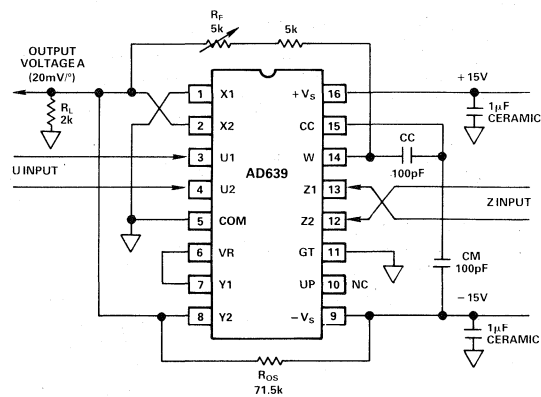 RF
5k
5k
OUTPUT
VOLTAGE A
(20mV/°)
RL
2k
1 X1
2 X2
3 U1
4 U2
5 COM
6 VR
7 Y1
8 Y2
AD639
+VS 16
CC 15
W 14
Z1 13
Z2 12
GT 11
UP 10 NC
−VS 9
U INPUT
+15V
1μF
CERAMIC
CC
100pF
Z INPUT
CM
100pF
−15V
1μF
CERAMIC
ROS
71.5k